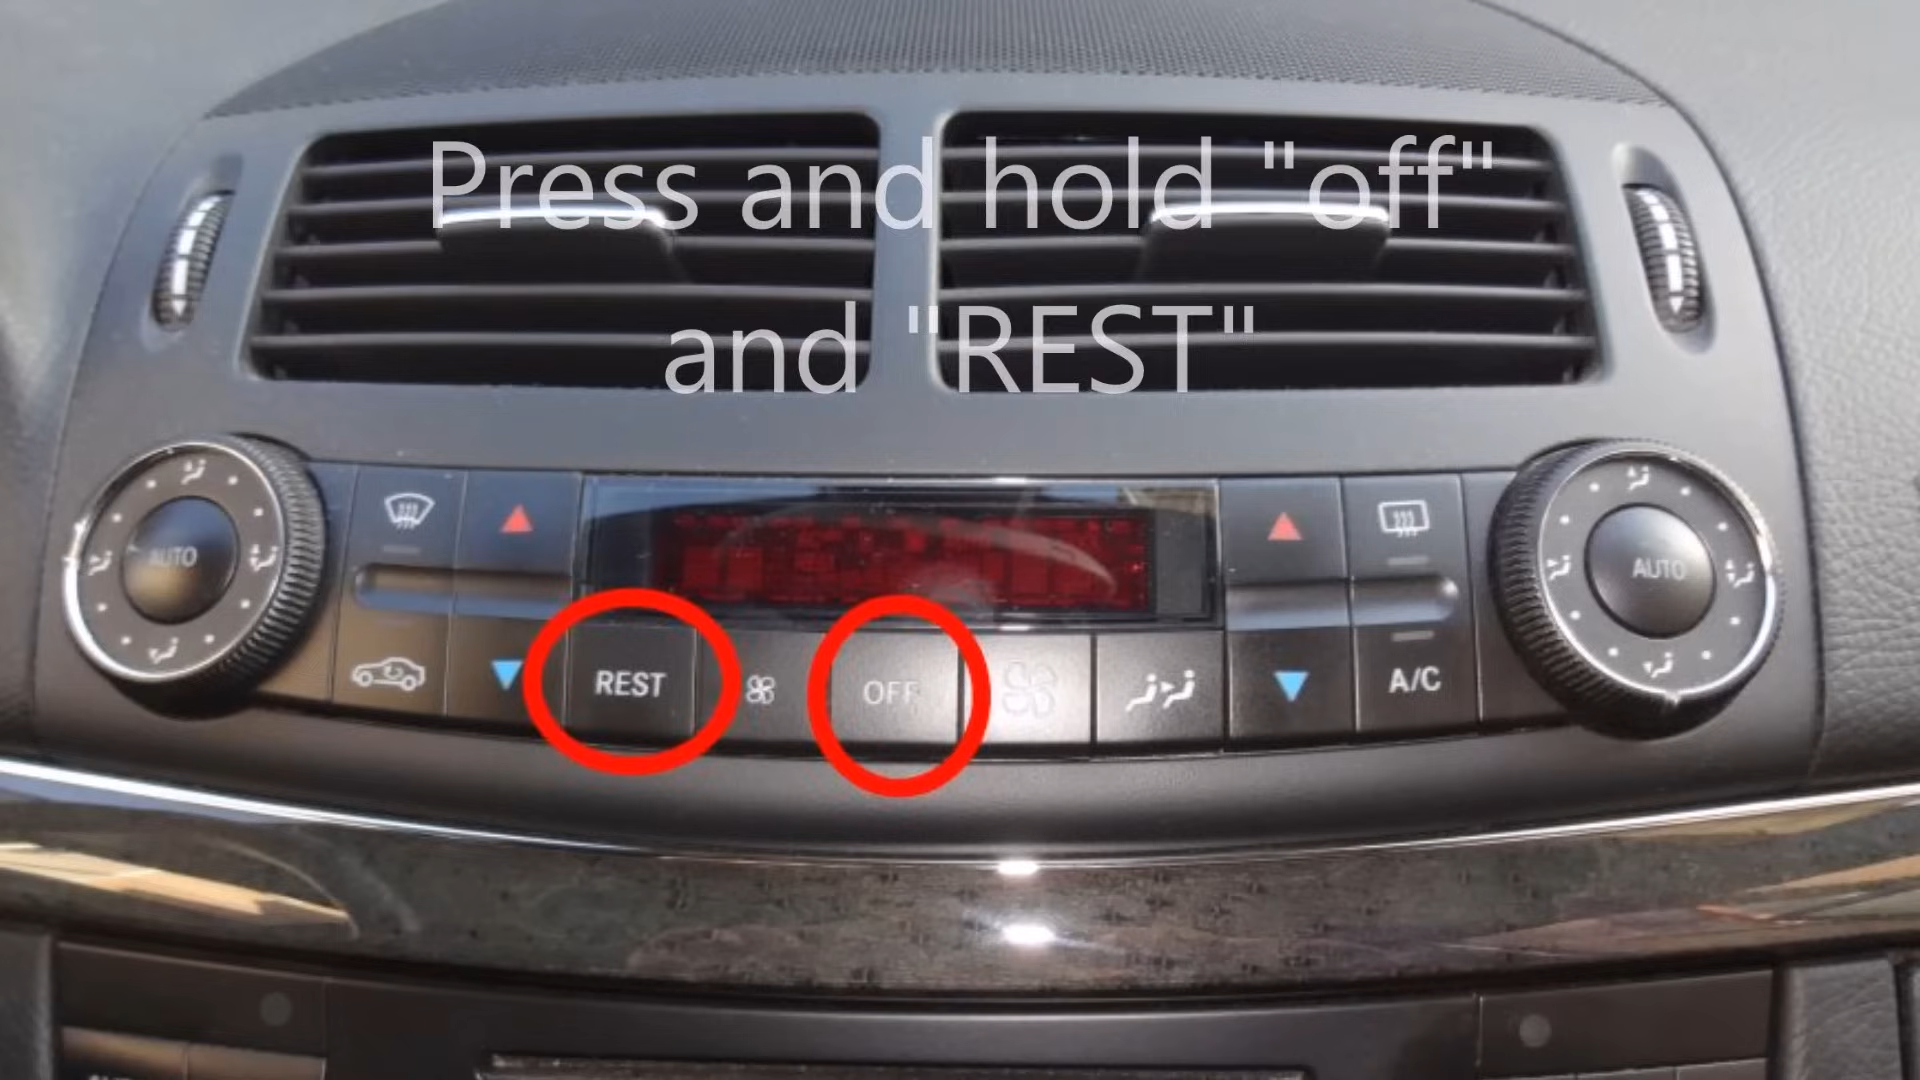 Press and hold "off"
and "REST"
AUTO
AUTO
REST
OFF
A/C